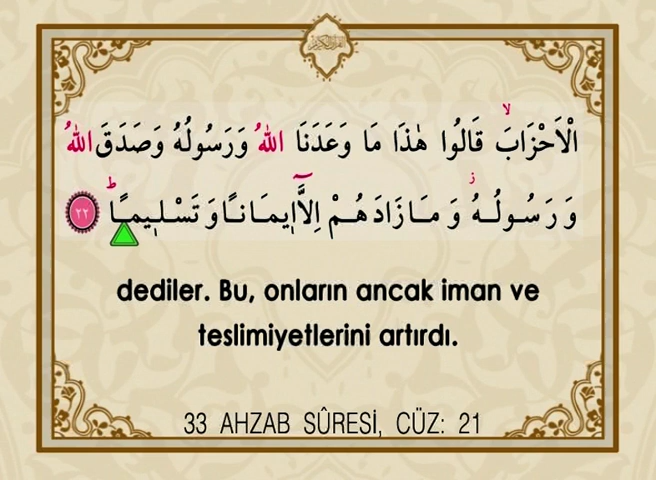 الْاَحْزَابَۙ قَالُوا هٰذَا مَا وَعَدَنَا اللّٰهُ وَرَسُولُهُ وَصَدَقَ اللّٰهُ
وَرَسُولُهُۘ وَمَا زَادَهُمْ اِلَّٓا ا۪يمَانًا وَتَسْل۪يمًاۜ ٢٢
dediler. Bu, onların ancak iman ve
teslimiyetlerini artırdı.
33 AHZAB SÛRESİ, CÜZ: 21